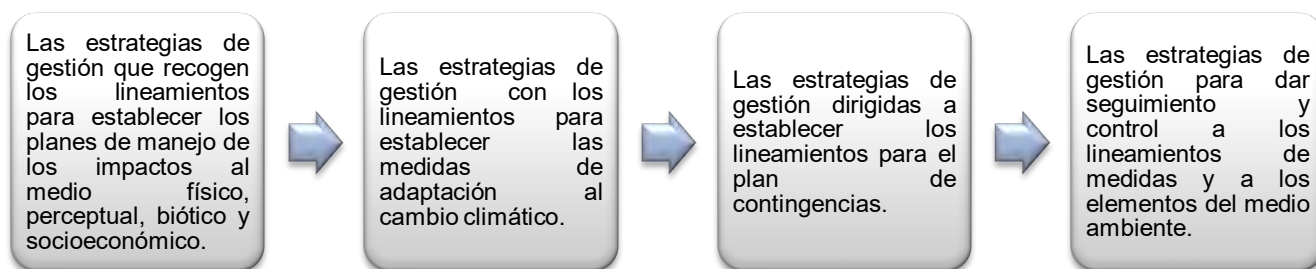 Las estrategias de
gestión que recogen
los lineamientos
para establecer los
planes de manejo de
los impactos al
medio físico,
perceptual, biótico y
socioeconómico.
Las estrategias de
gestión con los
lineamientos para
establecer las
medidas de
adaptación al
cambio climático.
Las estrategias de
gestión dirigidas a
establecer los
lineamientos para el
plan de
contingencias.
Las estrategias de
gestión para dar
seguimiento y
control a los
lineamientos de
medidas y a los
elementos del medio
ambiente.